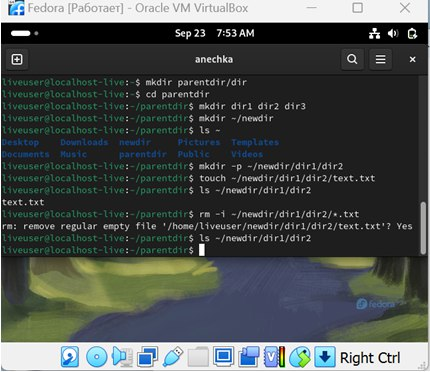 Fedora [Работает] - Oracle VM VirtualBox
Sep 23 7:53 AM
anechka
liveuser@localhost-live:~$ mkdir parentdir/dir
liveuser@localhost-live:~$ cd parentdir
liveuser@localhost-live:~/parentdir$ mkdir dir1 dir2 dir3
liveuser@localhost-live:~/parentdir$ mkdir ~/newdir
liveuser@localhost-live:~/parentdir$ ls ~
Desktop Downloads newdir Pictures Templates
Documents Music parentdir Public Videos
liveuser@localhost-live:~/parentdir$ mkdir -p ~/newdir/dir1/dir2
liveuser@localhost-live:~/parentdir$ touch ~/newdir/dir1/dir2/text.txt
liveuser@localhost-live:~/parentdir$ ls ~/newdir/dir1/dir2
text.txt
liveuser@localhost-live:~/parentdir$ rm -i ~/newdir/dir1/dir2/*.txt
rm: remove regular empty file '/home/liveuser/newdir/dir1/dir2/text.txt'? Yes
liveuser@localhost-live:~/parentdir$ ls ~/newdir/dir1/dir2
liveuser@localhost-live:~/parentdir$
fedora
Right Ctrl